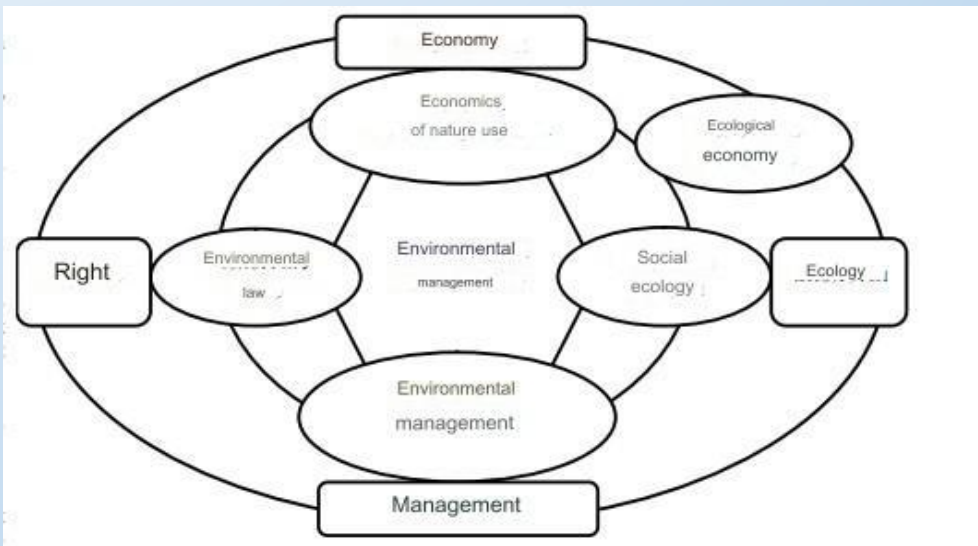 Economy
Economics
of nature use
Ecological
economy
Right
Environmental
law
Environmental
management
Social
ecology
Ecology
Environmental
management
Management